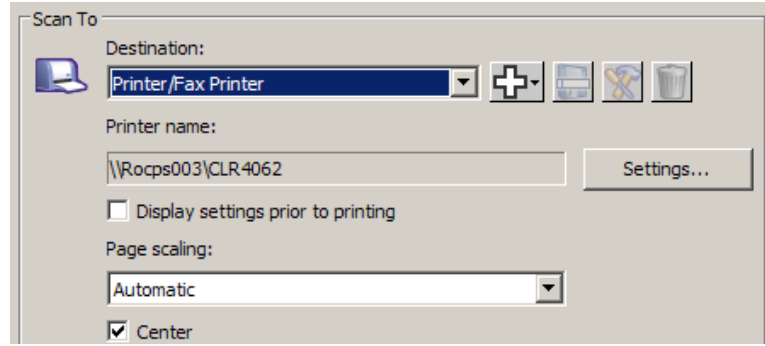 Scan To
Destination:
Printer/Fax Printer
Printer name:
\\Rocps003\CLR4062
Settings...
Display settings prior to printing
Page scaling:
Automatic
Center